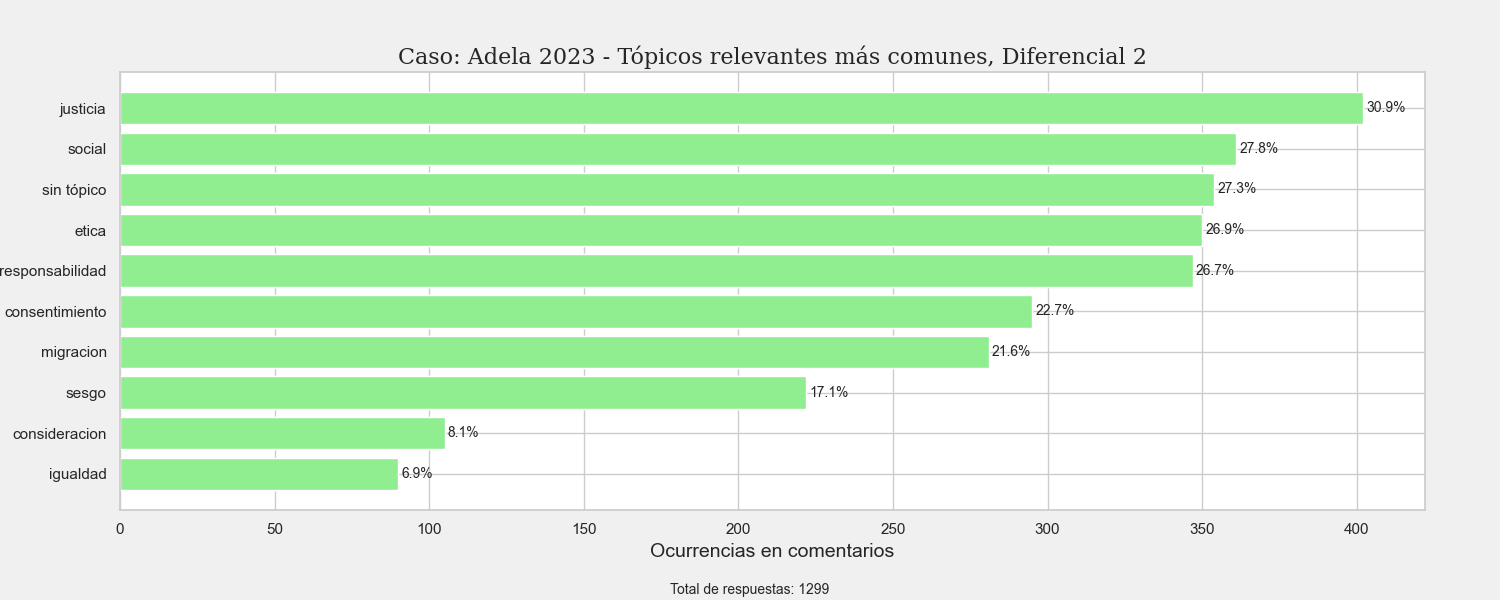 Caso: Adela 2023 - Tópicos relevantes más comunes, Diferencial 2
justicia 30.9%
social 27.8%
sin tópico 27.3%
etica 26.9%
responsabilidad 26.7%
consentimiento 22.7%
migracion 21.6%
sesgo 17.1%
consideracion 8.1%
igualdad 6.9%
0 50 100 150 200 250 300 350 400
Ocurrencias en comentarios
Total de respuestas: 1299